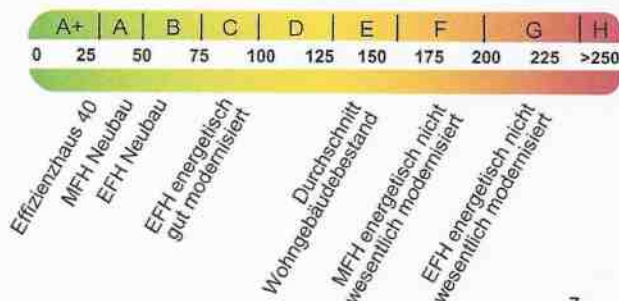 A+ A B C D E F G H
0 25 50 75 100 125 150 175 200 225 >250
Effizienzhaus 40
MFH Neubau
EFH Neubau
EFH energetisch
gut modernisiert
Durchschnitt
Wohngebäudebestand
MFH energetisch nicht
wesentlich modernisiert
EFH energetisch nicht
wesentlich modernisiert
7